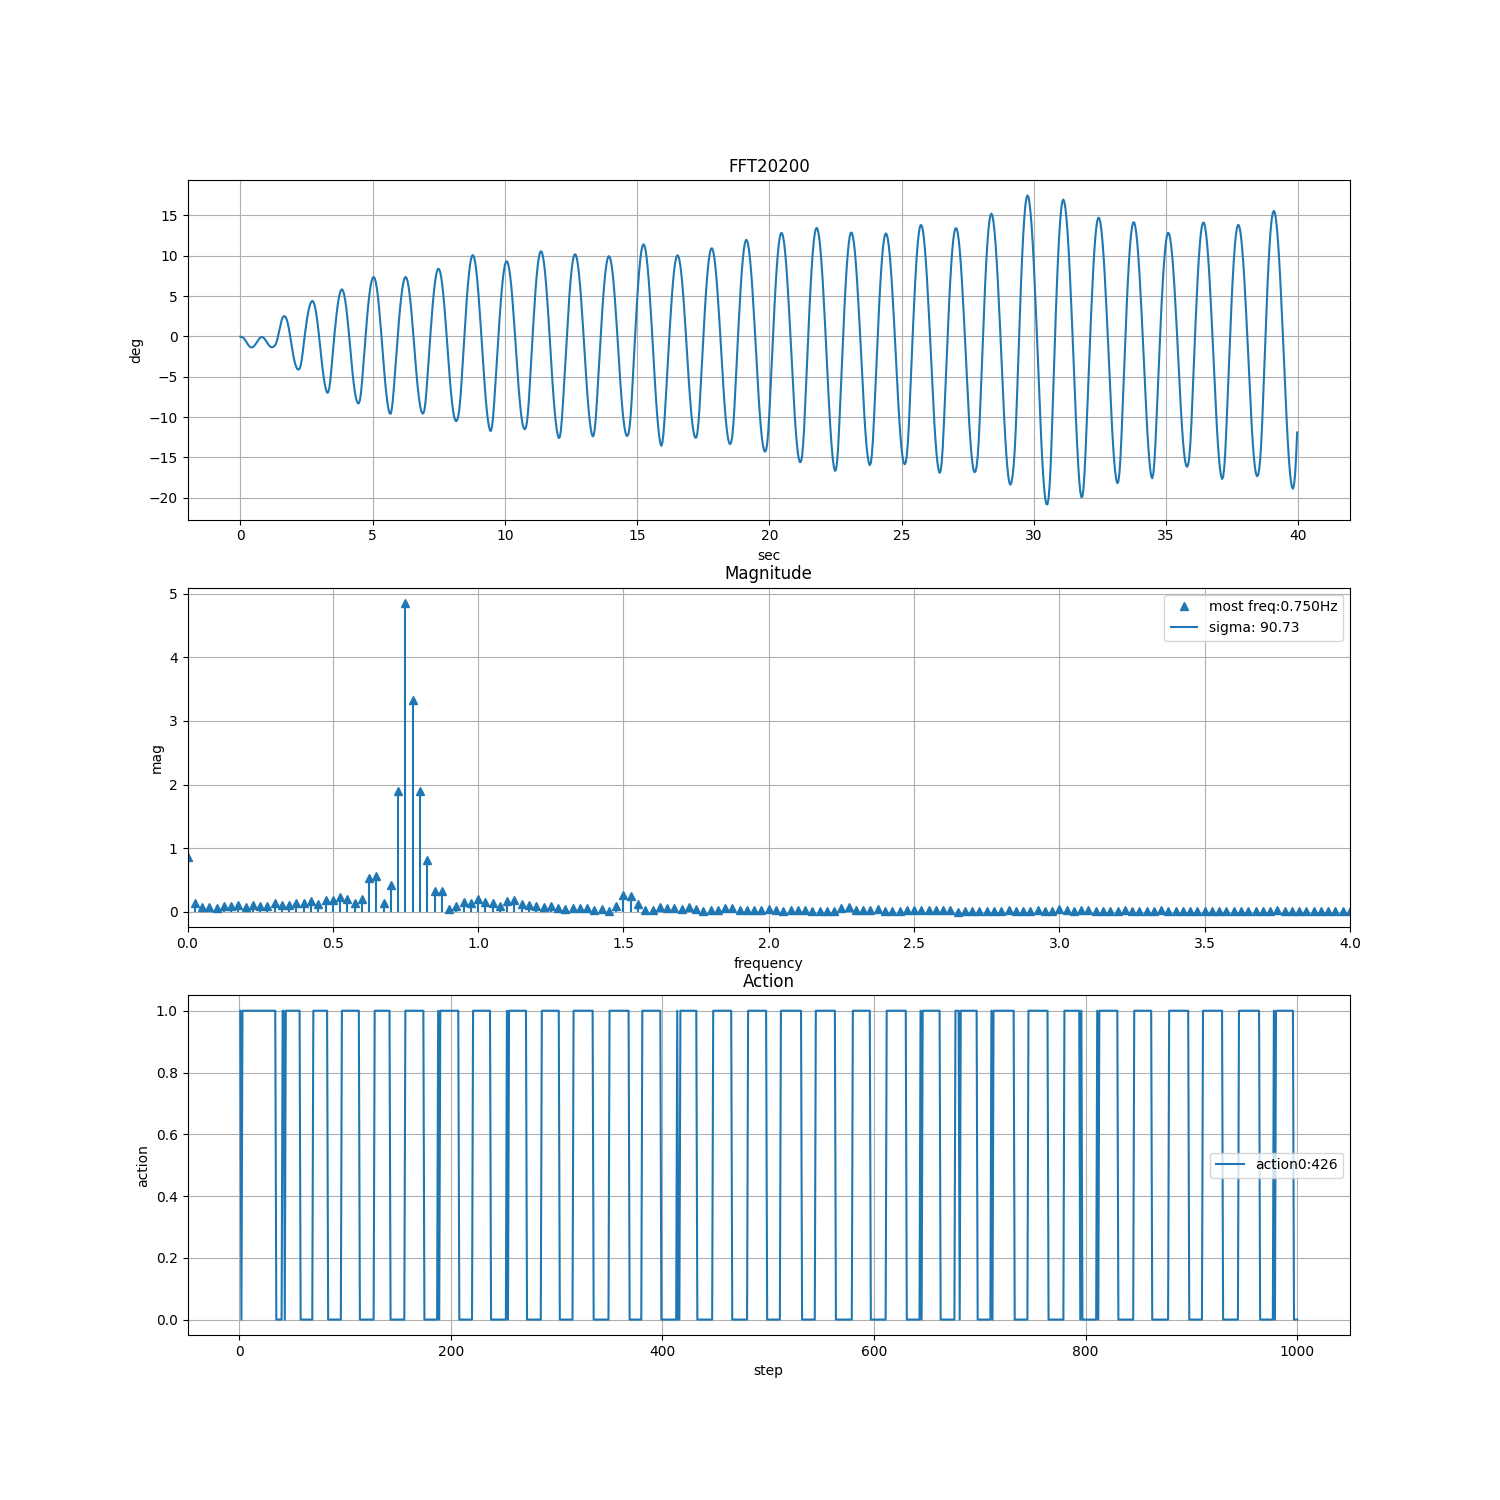 FFT20200
15
10
5
0
−5
−10
−15
−20
deg
0 5 10 15 20 25 30 35 40
sec
Magnitude
5
4
3
2
1
0
mag
most freq:0.750Hz
sigma: 90.73
0.0 0.5 1.0 1.5 2.0 2.5 3.0 3.5 4.0
frequency
Action
1.0
0.8
0.6
0.4
0.2
0.0
action
action0:426
0 200 400 600 800 1000
step